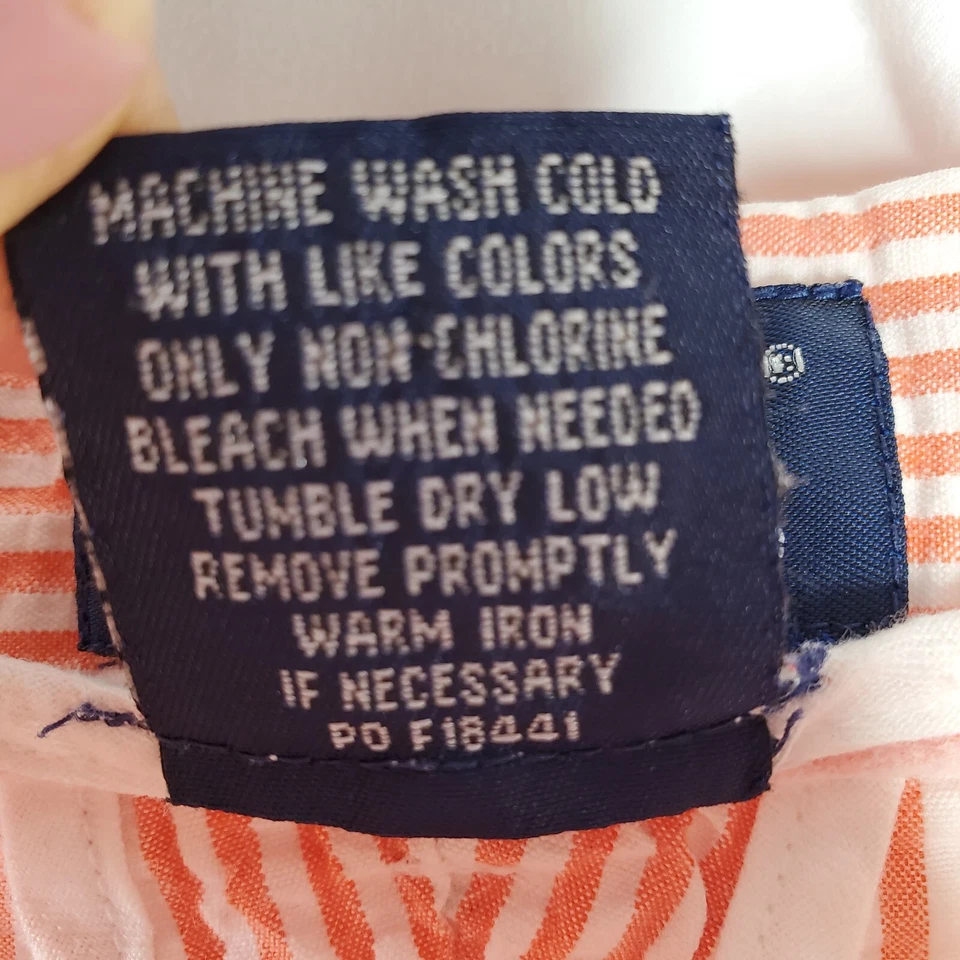 MACHINE WASH COLD
WITH LIKE COLORS
ONLY NON-CHLORINE
BLEACH WHEN NEEDED
TUMBLE DRY LOW
REMOVE PROMPTLY
WARM IRON
IF NECESSARY
PO F18441